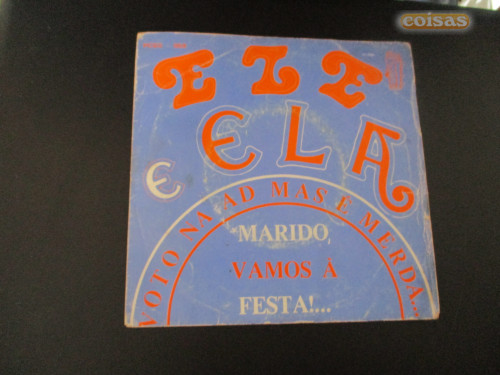 coisas
ELE
E ELA
VOTO NA AD MAS É MERDA...
MARIDO,
VAMOS À
FESTA!....